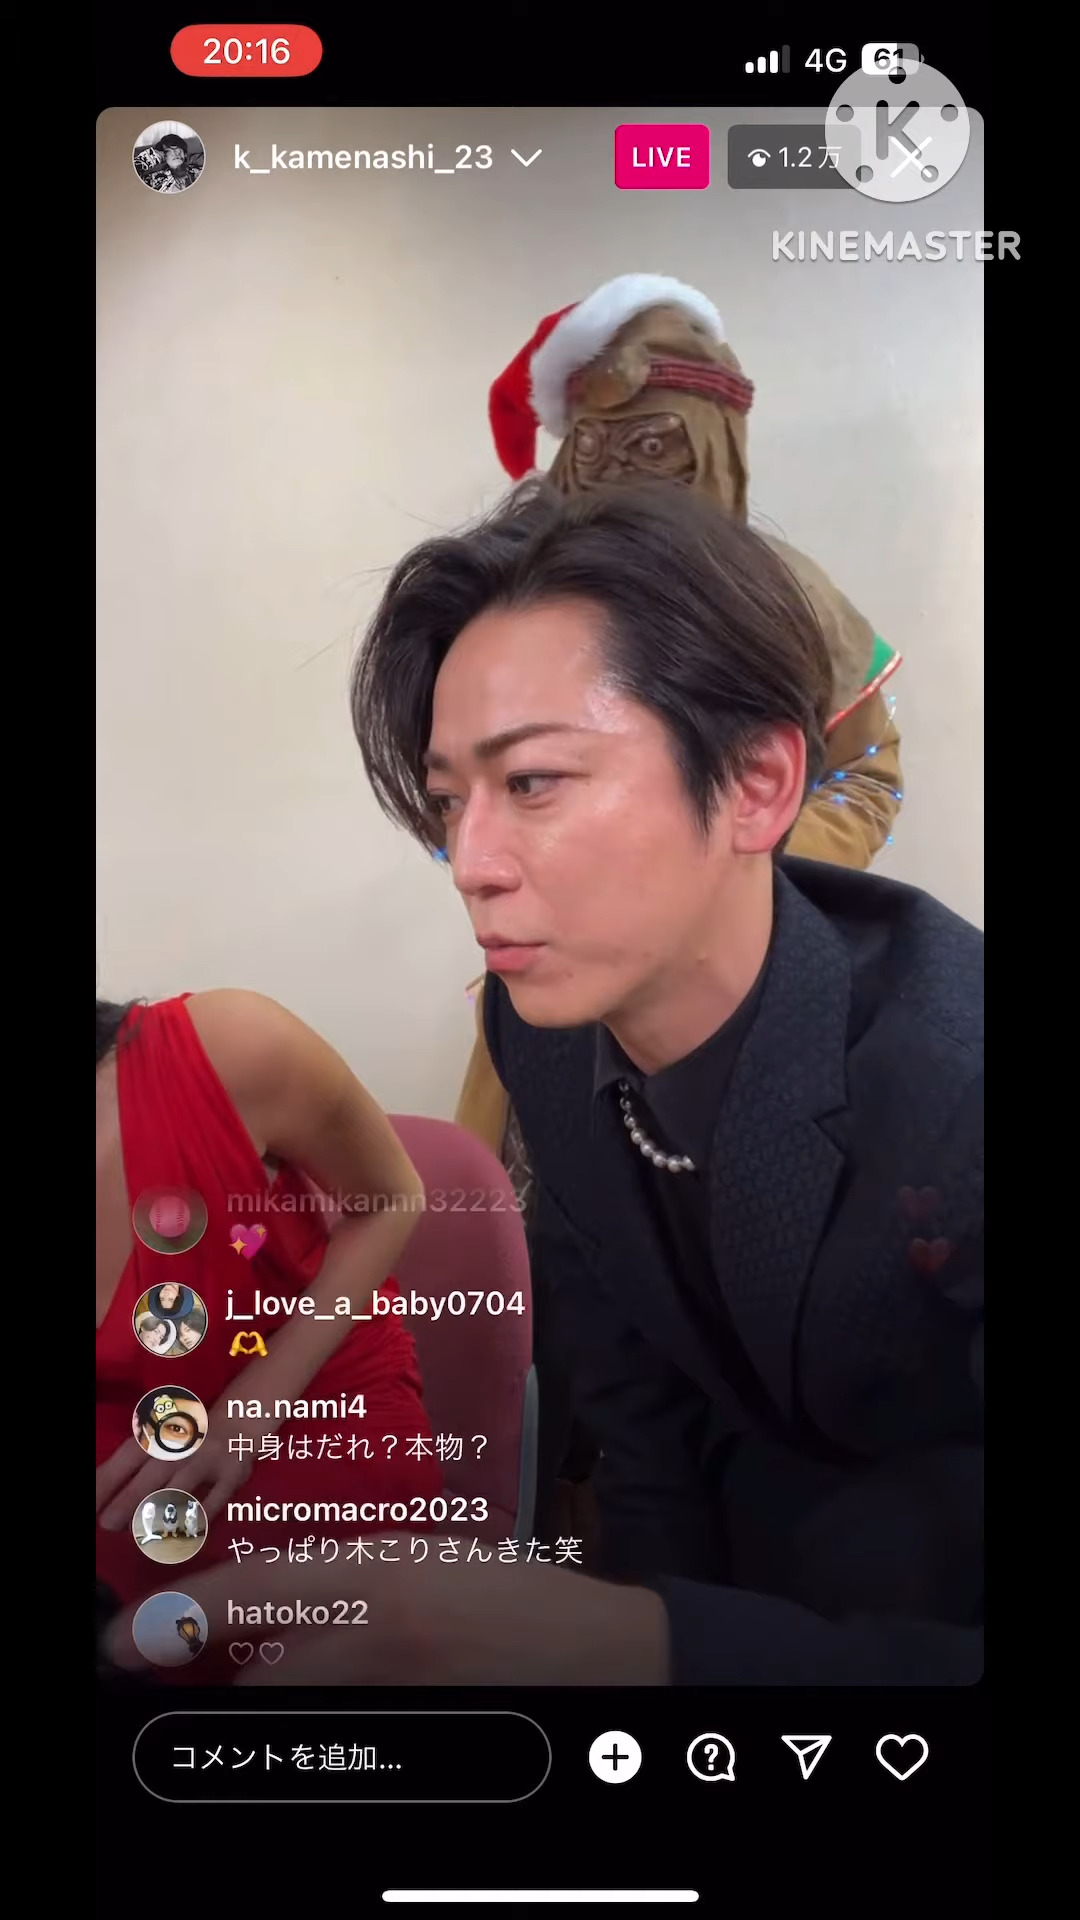 20:16
4G 61
k_kamenashi_23
LIVE
1.2万
K
KINEMASTER
mikamikannn32223
💖
j_love_a_baby0704
🫶
na.nami4
中身はだれ？本物？
micromacro2023
やっぱり木こりさんきた笑
hatoko22
♡♡
コメントを追加...